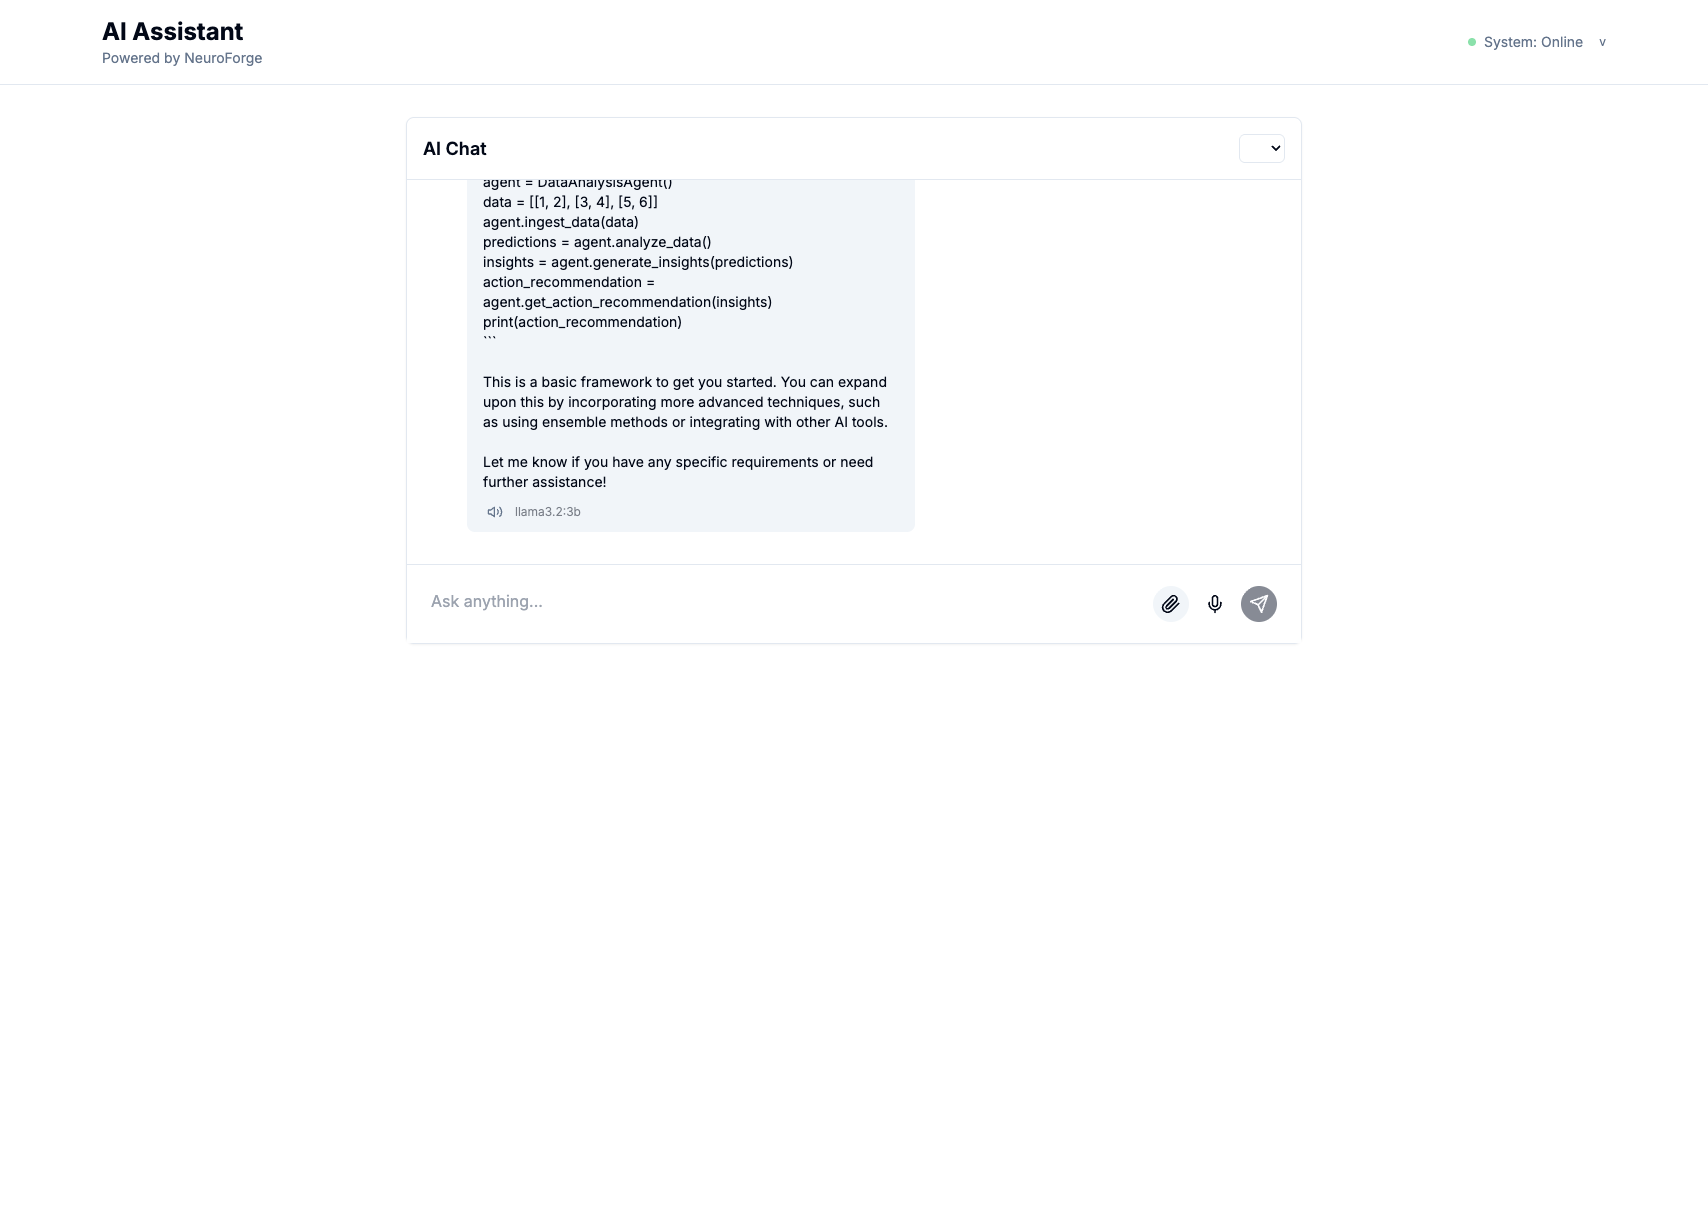 AI Assistant
Powered by NeuroForge
System: Online v
AI Chat
agent = DataAnalysisAgent()
data = [[1, 2], [3, 4], [5, 6]]
agent.ingest_data(data)
predictions = agent.analyze_data()
insights = agent.generate_insights(predictions)
action_recommendation =
agent.get_action_recommendation(insights)
print(action_recommendation)
```
This is a basic framework to get you started. You can expand
upon this by incorporating more advanced techniques, such
as using ensemble methods or integrating with other AI tools.
Let me know if you have any specific requirements or need
further assistance!
llama3.2:3b
Ask anything...